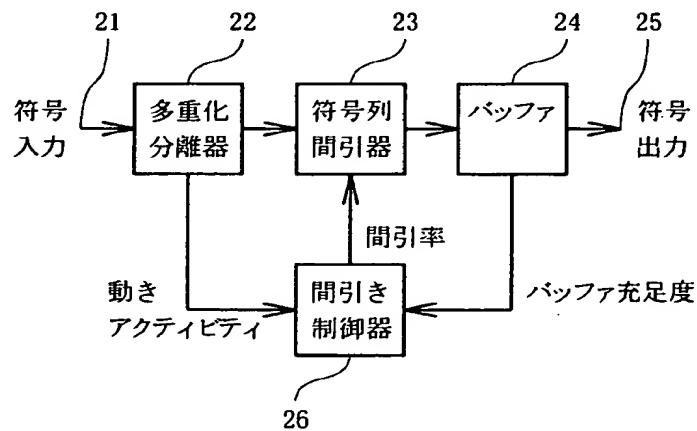 21
22
23
24
25
符号
入力
多重化
分離器
符号列
間引器
バッファ
符号
出力
間引率
動き
アクティビティ
間引き
制御器
バッファ充足度
26